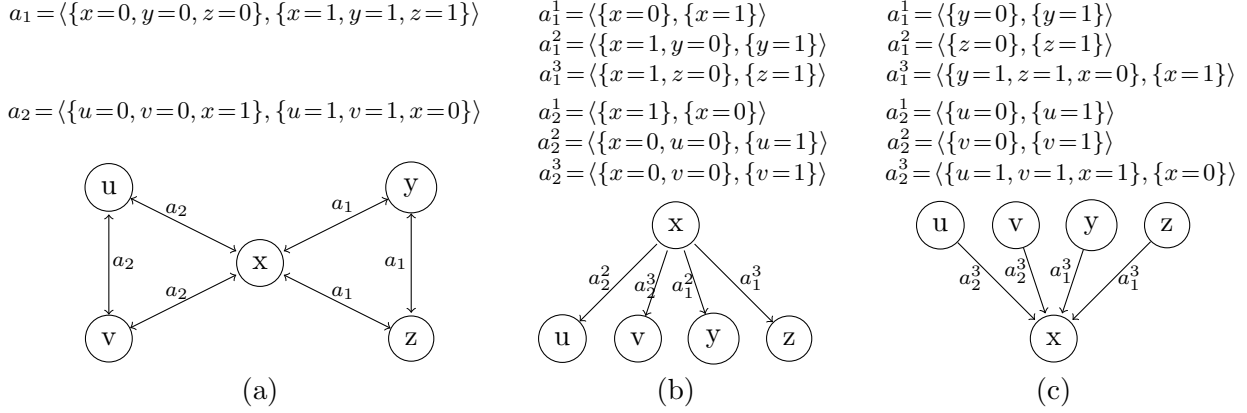 a₁=⟨{x=0, y=0, z=0}, {x=1, y=1, z=1}⟩
a₂=⟨{u=0, v=0, x=1}, {u=1, v=1, x=0}⟩
u
y
x
v
z
a₂
a₁
a₂
a₁
a₂
a₁
(a)
a₁¹=⟨{x=0}, {x=1}⟩
a₁²=⟨{x=1, y=0}, {y=1}⟩
a₁³=⟨{x=1, z=0}, {z=1}⟩
a₂¹=⟨{x=1}, {x=0}⟩
a₂²=⟨{x=0, u=0}, {u=1}⟩
a₂³=⟨{x=0, v=0}, {v=1}⟩
x
a₂² a₂³ a₁² a₁³
u v y z
(b)
a₁¹=⟨{y=0}, {y=1}⟩
a₁²=⟨{z=0}, {z=1}⟩
a₁³=⟨{y=1, z=1, x=0}, {x=1}⟩
a₂¹=⟨{u=0}, {u=1}⟩
a₂²=⟨{v=0}, {v=1}⟩
a₂³=⟨{u=1, v=1, x=1}, {x=0}⟩
u v y z
a₂³ a₂³ a₁³ a₁³
x
(c)